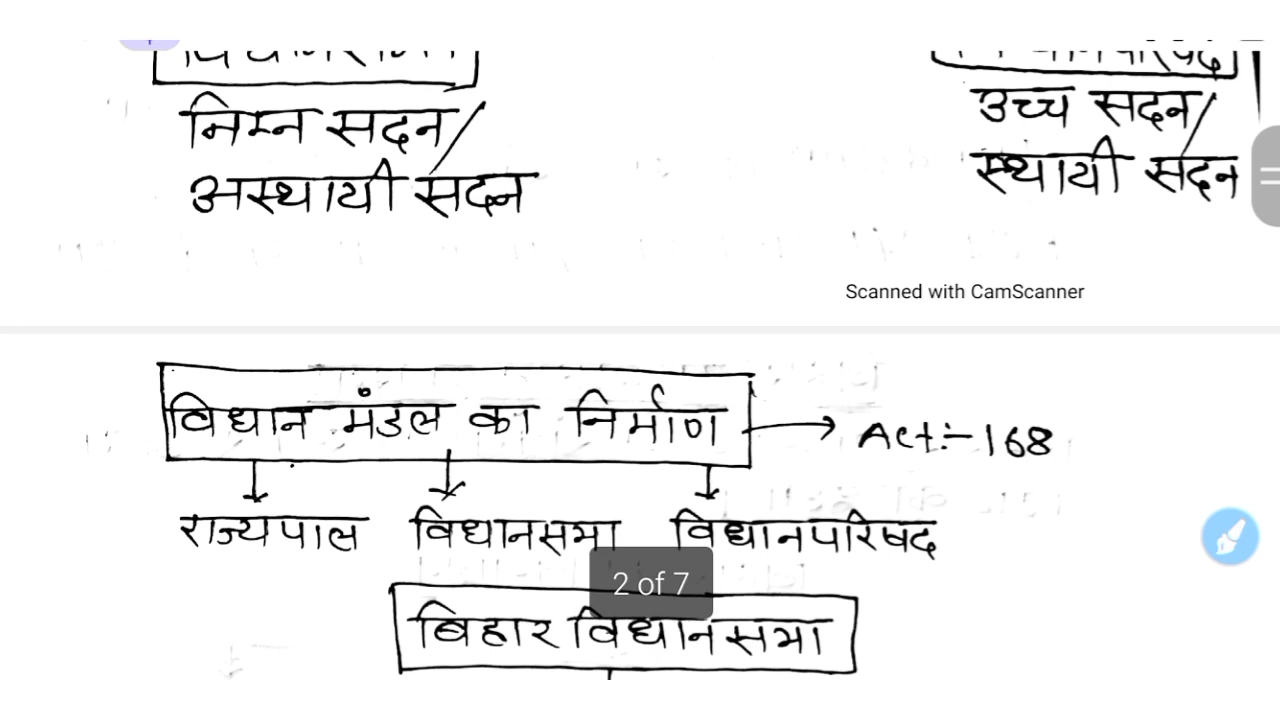 निम्न सदन/
उच्च सदन/
अस्थायी सदन
स्थायी सदन
Scanned with CamScanner
विधान मंडल का निर्माण → Act:- 168
राज्यपाल विधानसभा विधानपरिषद
2 of 7
बिहार विधानसभा